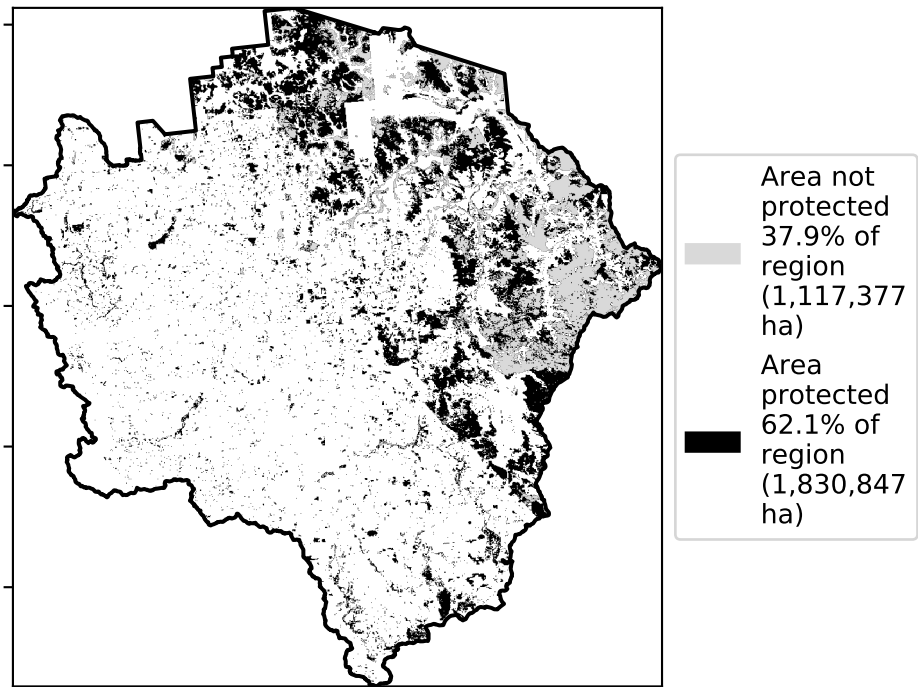 Area not
protected
37.9% of
region
(1,117,377
ha)
Area
protected
62.1% of
region
(1,830,847
ha)